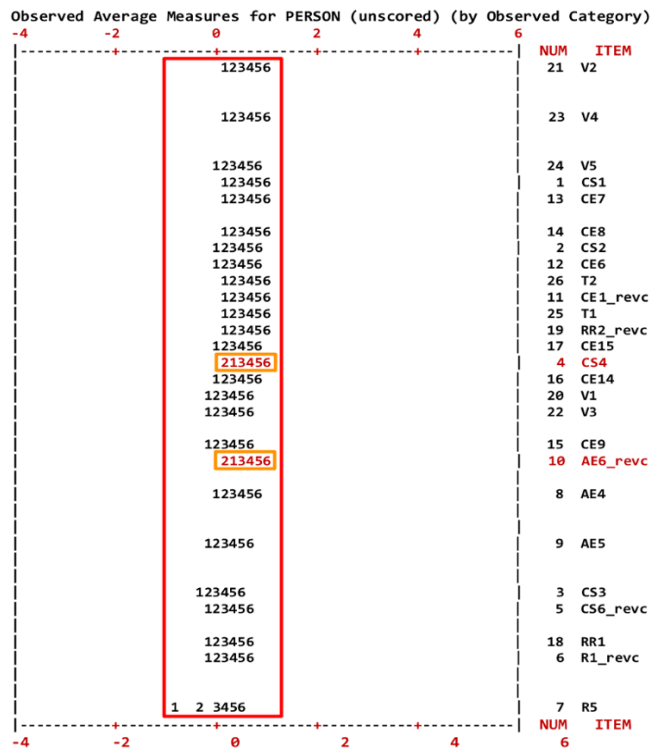 Observed Average Measures for PERSON (unscored) (by Observed Category)
-4 -2 0 2 4 6
|---------+---------+---------+---------+---------| NUM ITEM
| 123456 | 21 V2
| 123456 | 23 V4
| 123456 | 24 V5
| 123456 | 1 CS1
| 123456 | 13 CE7
| 123456 | 14 CE8
| 123456 | 2 CS2
| 123456 | 12 CE6
| 123456 | 26 T2
| 123456 | 11 CE1_revc
| 123456 | 25 T1
| 123456 | 19 RR2_revc
| 123456 | 17 CE15
| 213456 | 4 CS4
| 123456 | 16 CE14
| 123456 | 20 V1
| 123456 | 22 V3
| 123456 | 15 CE9
| 213456 | 10 AE6_revc
| 123456 | 8 AE4
| 123456 | 9 AE5
| 123456 | 3 CS3
| 123456 | 5 CS6_revc
| 123456 | 18 RR1
| 123456 | 6 R1_revc
| 1 2 3456 | 7 R5
|---------+---------+---------+---------+---------| NUM ITEM
-4 -2 0 2 4 6